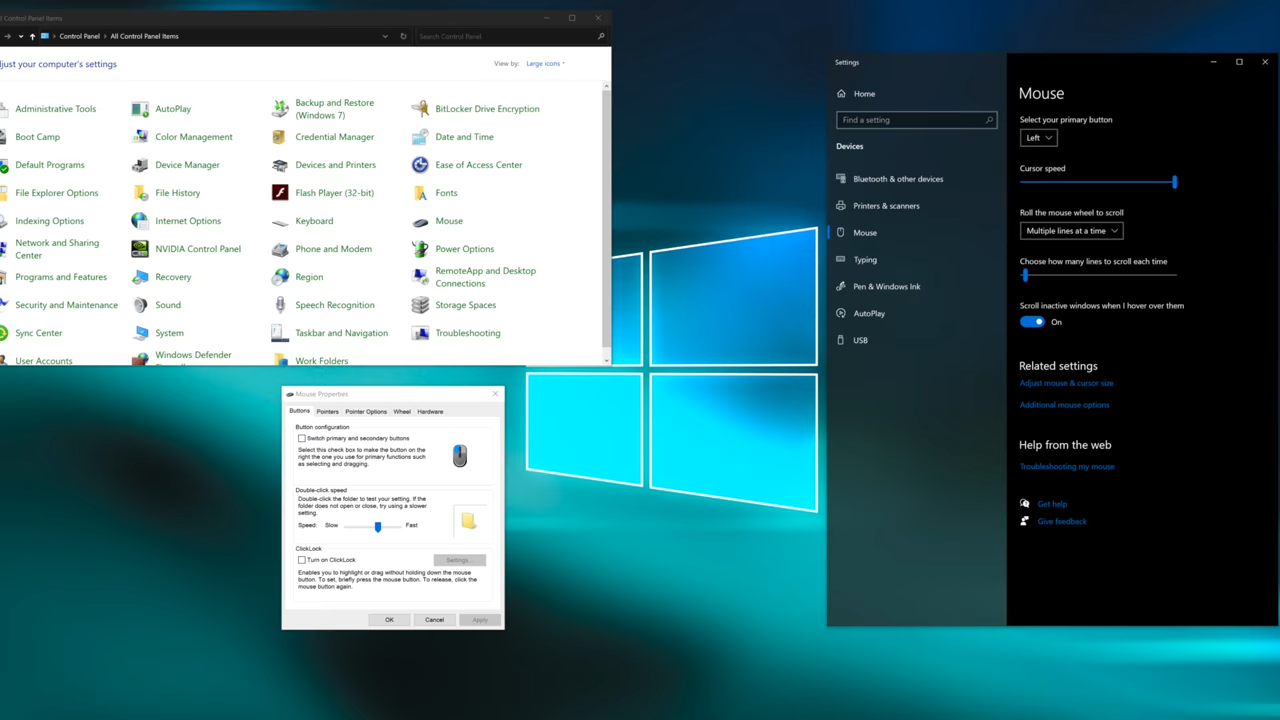 l Control Panel Items
Control Panel
All Control Panel Items
Search Control Panel
djust your computer's settings
View by:
Large icons
Administrative Tools
AutoPlay
Backup and Restore
(Windows 7)
BitLocker Drive Encryption
Boot Camp
Color Management
Credential Manager
Date and Time
Default Programs
Device Manager
Devices and Printers
Ease of Access Center
File Explorer Options
File History
Flash Player (32-bit)
Fonts
Indexing Options
Internet Options
Keyboard
Mouse
Network and Sharing
Center
NVIDIA Control Panel
Phone and Modem
Power Options
Programs and Features
Recovery
Region
RemoteApp and Desktop
Connections
Security and Maintenance
Sound
Speech Recognition
Storage Spaces
Sync Center
System
Taskbar and Navigation
Troubleshooting
User Accounts
Windows Defender
Work Folders
Mouse Properties
Buttons
Pointers
Pointer Options
Wheel
Hardware
Button configuration
Switch primary and secondary buttons
Select this check box to make the button on the
right the one you use for primary functions such
as selecting and dragging.
Double-click speed
Double-click the folder to test your setting. If the
folder does not open or close, try using a slower
setting.
Speed:
Slow
Fast
ClickLock
Turn on ClickLock
Settings...
Enables you to highlight or drag without holding down the mouse
button. To set, briefly press the mouse button. To release, click the
mouse button again.
OK
Cancel
Apply
Settings
Home
Find a setting
Devices
Bluetooth & other devices
Printers & scanners
Mouse
Typing
Pen & Windows Ink
AutoPlay
USB
Mouse
Select your primary button
Left
Cursor speed
Roll the mouse wheel to scroll
Multiple lines at a time
Choose how many lines to scroll each time
Scroll inactive windows when I hover over them
On
Related settings
Adjust mouse & cursor size
Additional mouse options
Help from the web
Troubleshooting my mouse
Get help
Give feedback